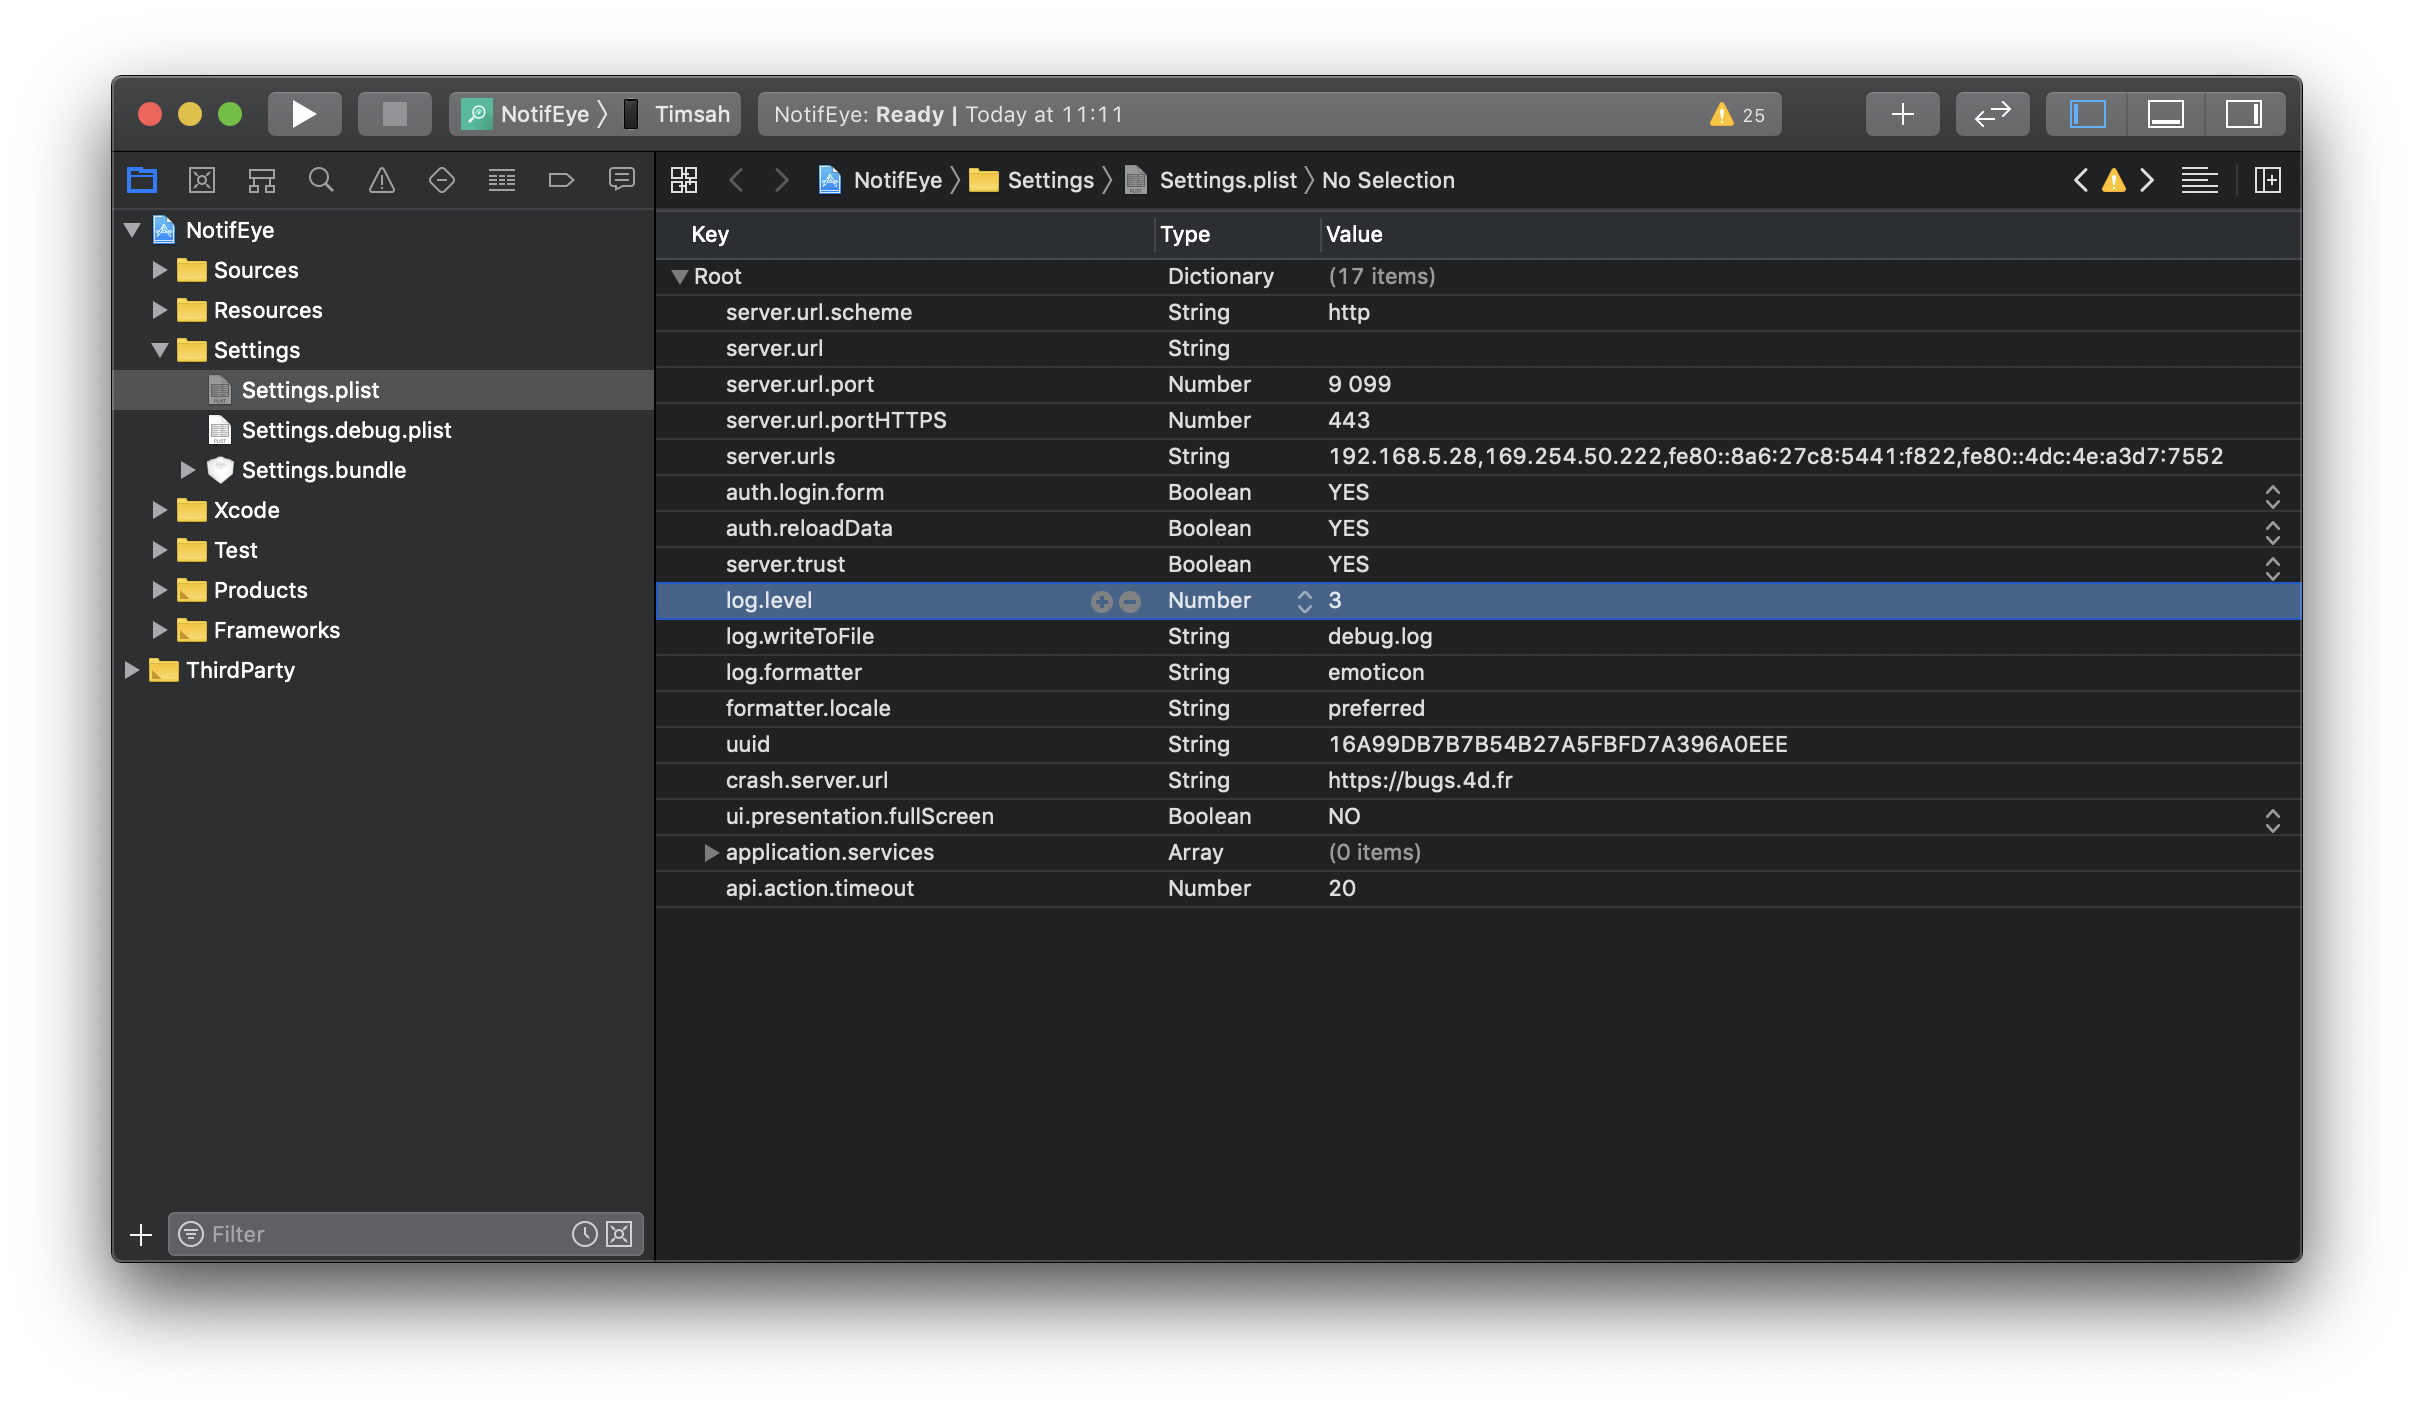 NotifEye 〉 Timsah
NotifEye: Ready | Today at 11:11
25
NotifEye 〉 Settings 〉 Settings.plist 〉 No Selection
NotifEye
Sources
Resources
Settings
Settings.plist
Settings.debug.plist
Settings.bundle
Xcode
Test
Products
Frameworks
ThirdParty
Filter
Key Type Value
Root Dictionary (17 items)
server.url.scheme String http
server.url String
server.url.port Number 9 099
server.url.portHTTPS Number 443
server.urls String 192.168.5.28,169.254.50.222,fe80::8a6:27c8:5441:f822,fe80::4dc:4e:a3d7:7552
auth.login.form Boolean YES
auth.reloadData Boolean YES
server.trust Boolean YES
log.level Number 3
log.writeToFile String debug.log
log.formatter String emoticon
formatter.locale String preferred
uuid String 16A99DB7B7B54B27A5FBFD7A396A0EEE
crash.server.url String https://bugs.4d.fr
ui.presentation.fullScreen Boolean NO
application.services Array (0 items)
api.action.timeout Number 20